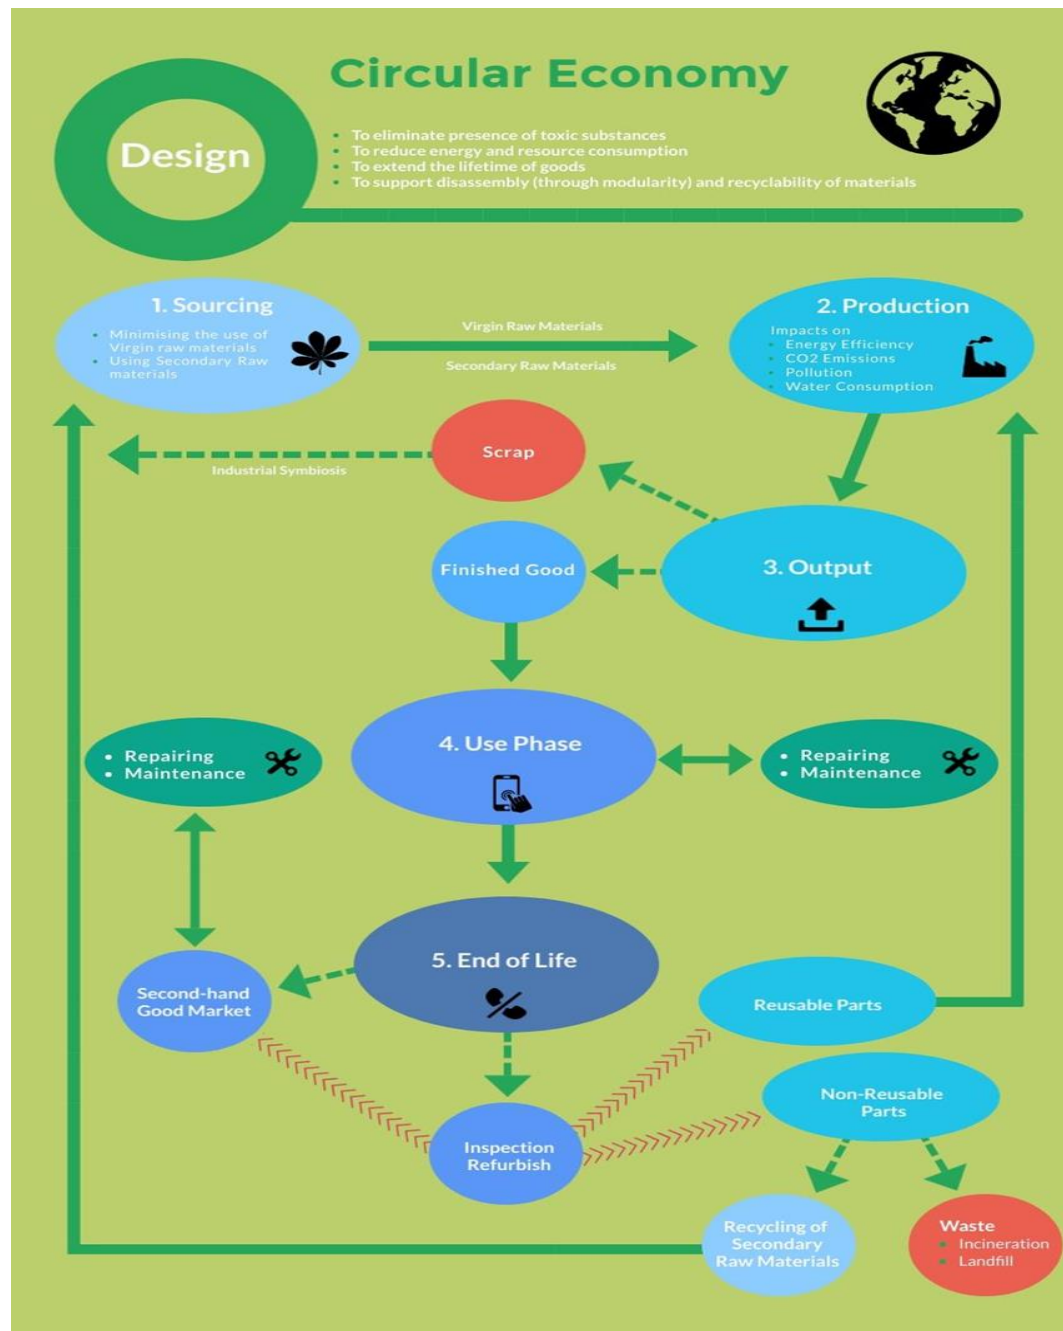 Circular Economy
Design
To eliminate presence of toxic substances
To reduce energy and resource consumption
To extend the lifetime of goods
To support disassembly (through modularity) and recyclability of materials
1. Sourcing
Minimising the use of
Virgin raw materials
Using Secondary Raw
materials
Virgin Raw Materials
Secondary Raw Materials
2. Production
Impacts on
Energy Efficiency
CO2 Emissions
Pollution
Water Consumption
Scrap
Industrial Symbiosis
Finished Good
3. Output
4. Use Phase
Repairing
Maintenance
Repairing
Maintenance
5. End of Life
Second-hand
Good Market
Reusable Parts
Non-Reusable
Parts
Inspection
Refurbish
Recycling of
Secondary
Raw Materials
Waste
Incineration
Landfill